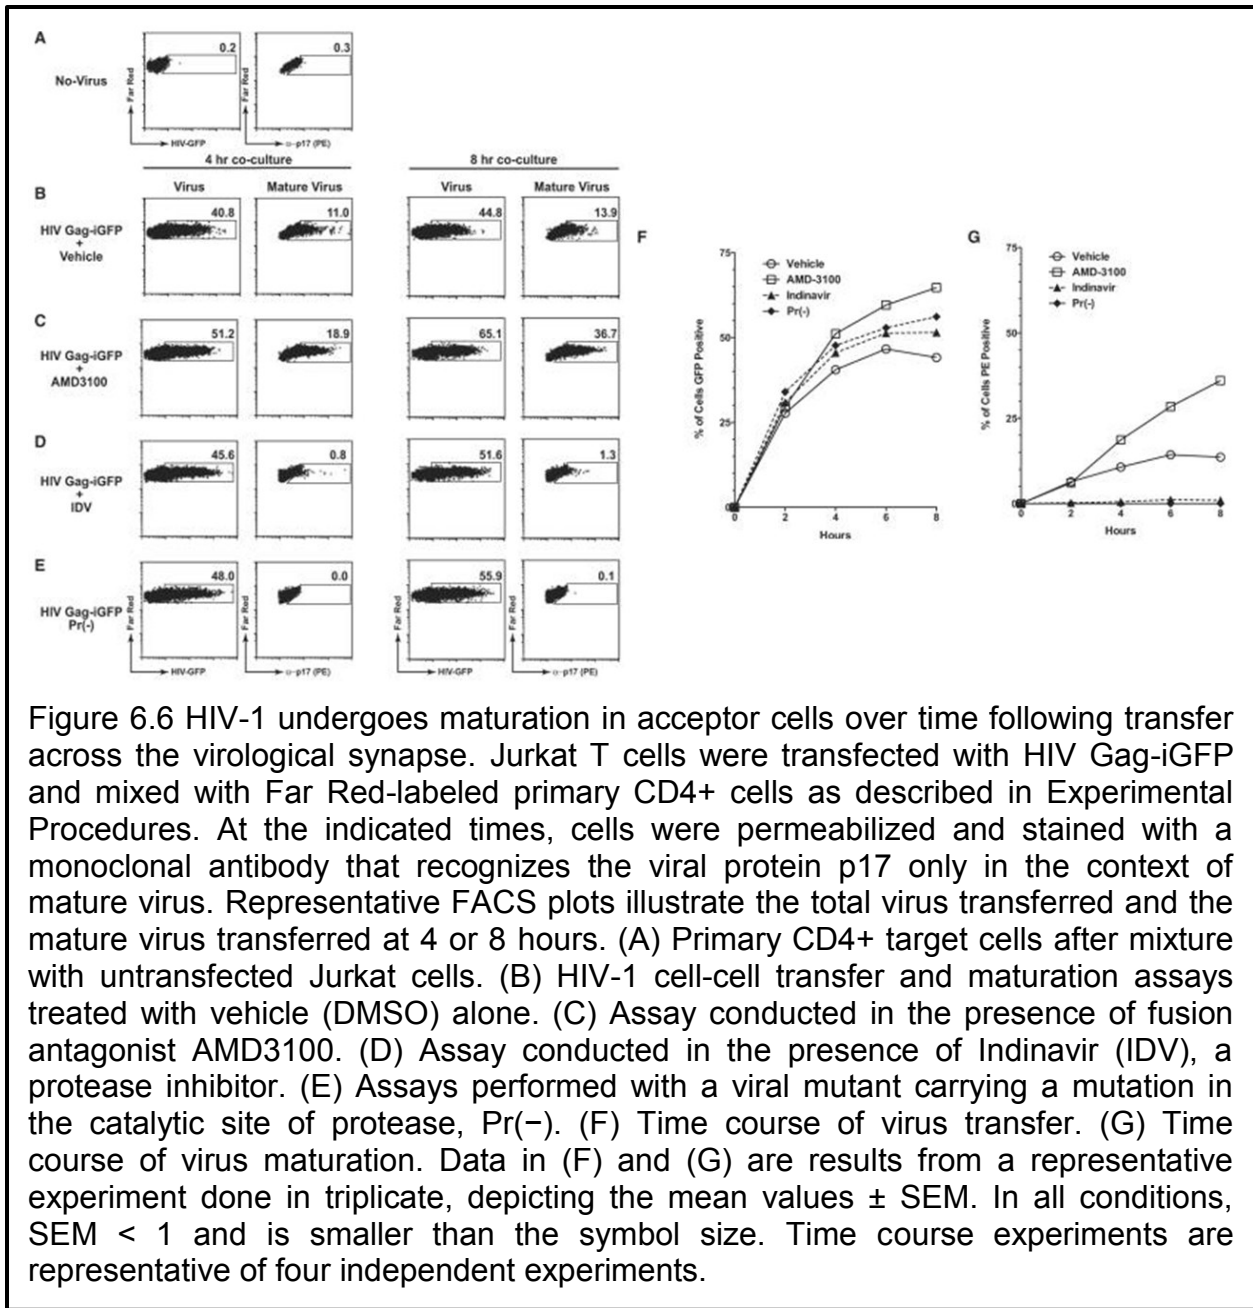 A
No-Virus
0.2
0.3
Far Red
Far Red
HIV-GFP
α-p17 (PE)
4 hr co-culture
8 hr co-culture
B
Virus
Mature Virus
Virus
Mature Virus
HIV Gag-iGFP
+
Vehicle
40.8
11.0
44.8
13.9
C
HIV Gag-iGFP
+
AMD3100
51.2
18.9
65.1
36.7
D
HIV Gag-iGFP
+
IDV
45.6
0.8
51.6
1.3
E
HIV Gag-iGFP
Pr(-)
48.0
0.0
55.9
0.1
Far Red
Far Red
Far Red
Far Red
HIV-GFP
α-p17 (PE)
HIV-GFP
α-p17 (PE)
F
% of Cells GFP Positive
75
50
25
0
Vehicle
AMD-3100
Indinavir
Pr(-)
0 2 4 6 8
Hours
G
% of Cells PE Positive
75
50
25
0
Vehicle
AMD-3100
Indinavir
Pr(-)
0 2 4 6 8
Hours
Figure 6.6 HIV-1 undergoes maturation in acceptor cells over time following transfer
across the virological synapse. Jurkat T cells were transfected with HIV Gag-iGFP
and mixed with Far Red-labeled primary CD4+ cells as described in Experimental
Procedures. At the indicated times, cells were permeabilized and stained with a
monoclonal antibody that recognizes the viral protein p17 only in the context of
mature virus. Representative FACS plots illustrate the total virus transferred and the
mature virus transferred at 4 or 8 hours. (A) Primary CD4+ target cells after mixture
with untransfected Jurkat cells. (B) HIV-1 cell-cell transfer and maturation assays
treated with vehicle (DMSO) alone. (C) Assay conducted in the presence of fusion
antagonist AMD3100. (D) Assay conducted in the presence of Indinavir (IDV), a
protease inhibitor. (E) Assays performed with a viral mutant carrying a mutation in
the catalytic site of protease, Pr(−). (F) Time course of virus transfer. (G) Time
course of virus maturation. Data in (F) and (G) are results from a representative
experiment done in triplicate, depicting the mean values ± SEM. In all conditions,
SEM < 1 and is smaller than the symbol size. Time course experiments are
representative of four independent experiments.